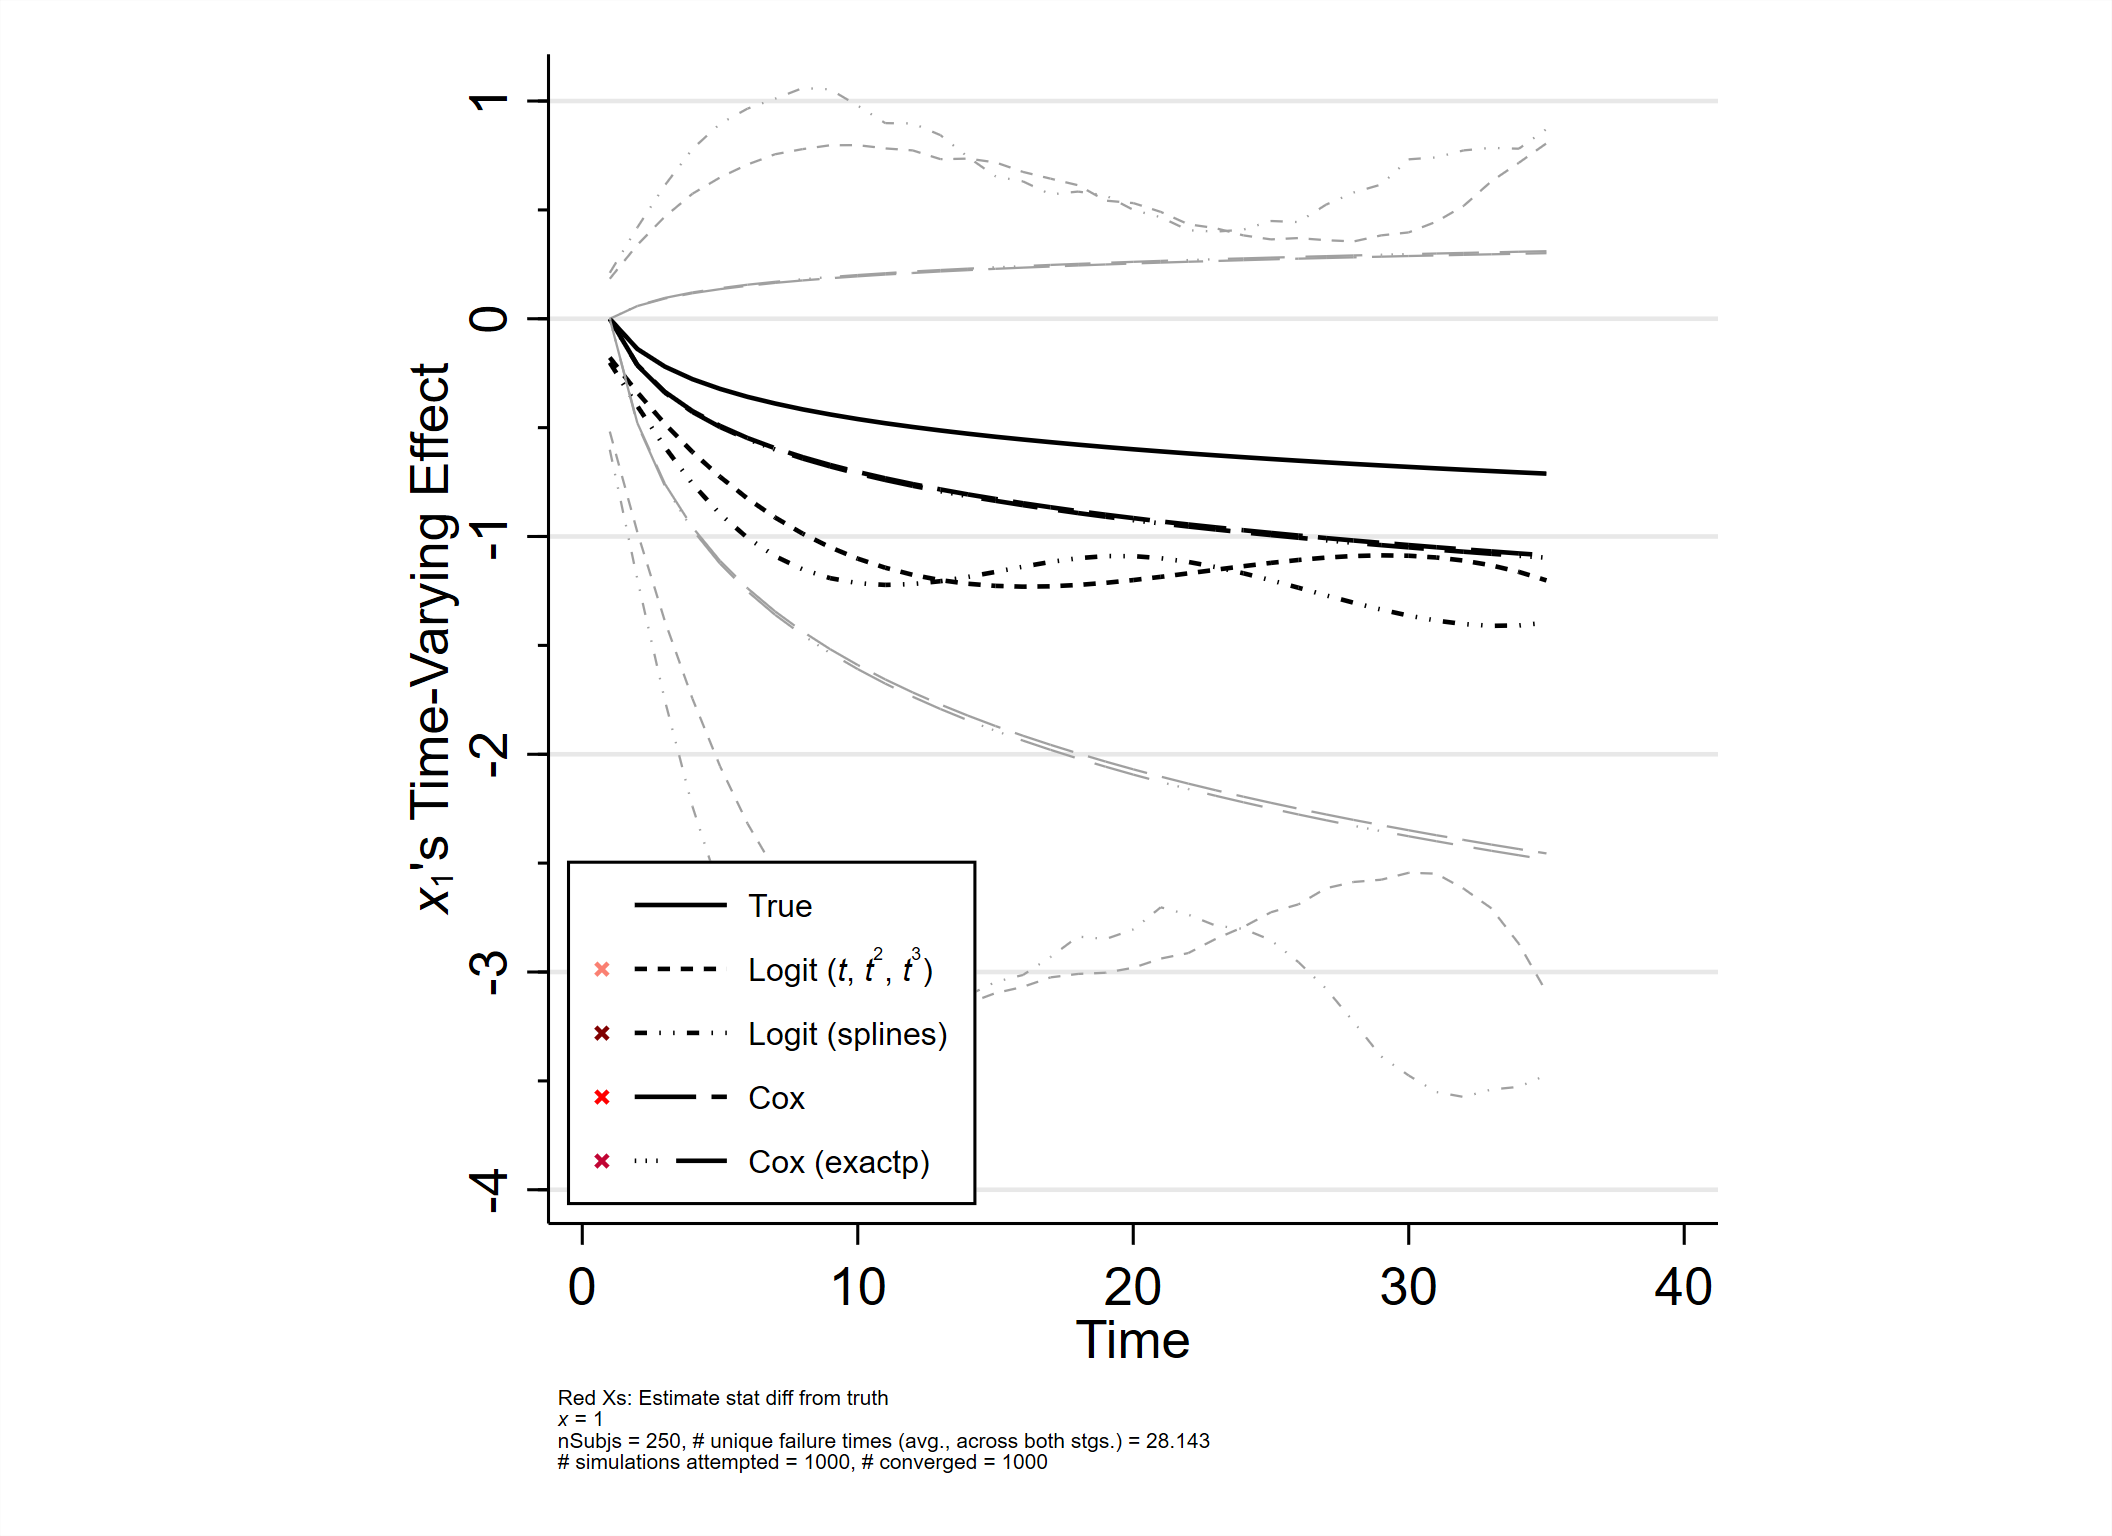 1
0
-1
-2
-3
-4
x₁'s Time-Varying Effect
True
Logit (t, t², t³)
Logit (splines)
Cox
Cox (exactp)
0 10 20 30 40
Time
Red Xs: Estimate stat diff from truth
x = 1
nSubjs = 250, # unique failure times (avg., across both stgs.) = 28.143
# simulations attempted = 1000, # converged = 1000